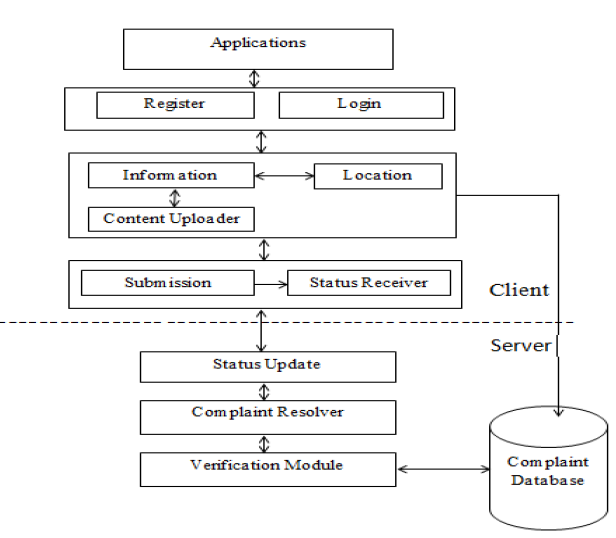 Applications
Register
Login
Information
Location
Content Uploader
Submission
Status Receiver
Client
Server
Status Update
Complaint Resolver
Verification Module
Complaint
Database